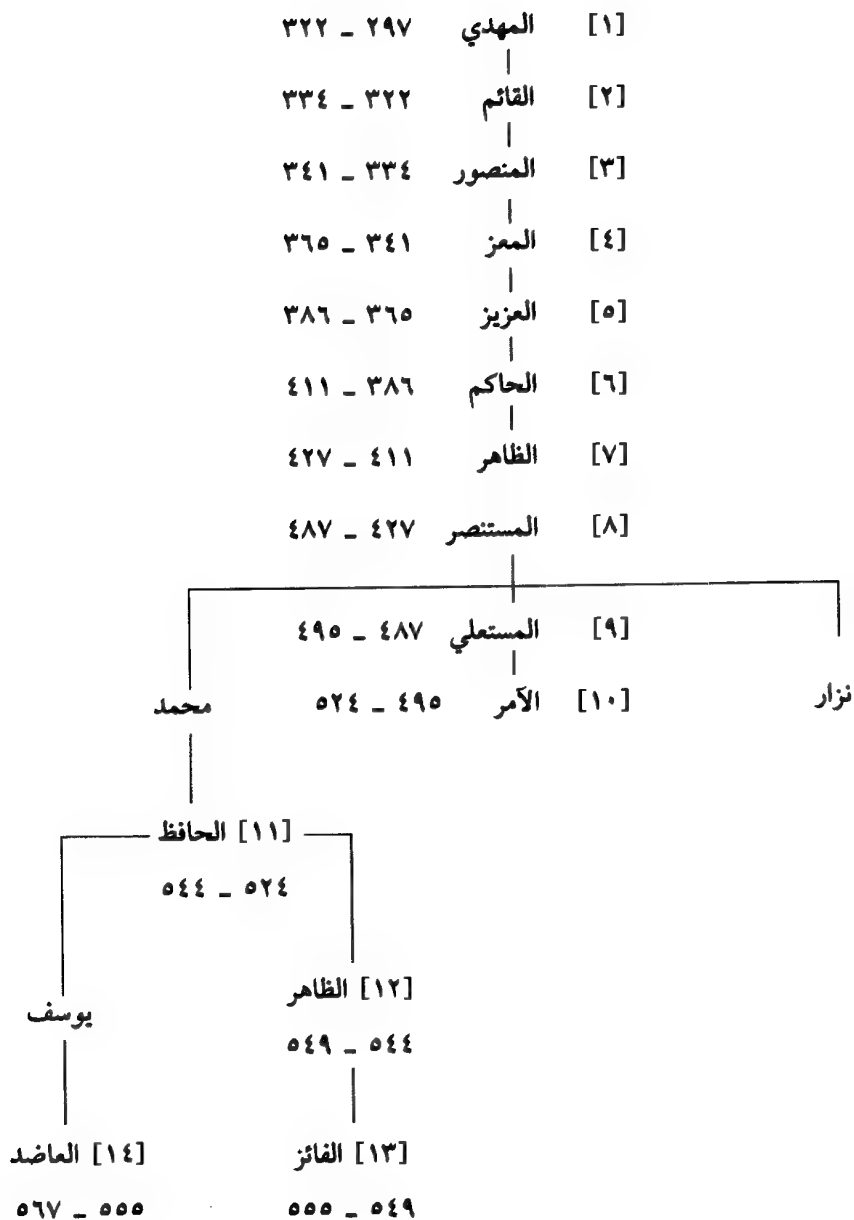 [١] المهدي ٢٩٧ _ ٣٢٢
[٢] القائم ٣٢٢ _ ٣٣٤
[٣] المنصور ٣٣٤ _ ٣٤١
[٤] المعز ٣٤١ _ ٣٦٥
[٥] العزيز ٣٦٥ _ ٣٨٦
[٦] الحاكم ٣٨٦ _ ٤١١
[٧] الظاهر ٤١١ _ ٤٢٧
[٨] المستنصر ٤٢٧ _ ٤٨٧
[٩] المستعلي ٤٨٧ _ ٤٩٥
نزار [١٠] الآمر ٤٩٥ _ ٥٢٤ محمد
[١١] الحافظ
٥٢٤ _ ٥٤٤
[١٢] الظاهر يوسف
٥٤٤ _ ٥٤٩
[١٣] الفائز [١٤] العاضد
٥٤٩ _ ٥٥٥ ٥٥٥ _ ٥٦٧